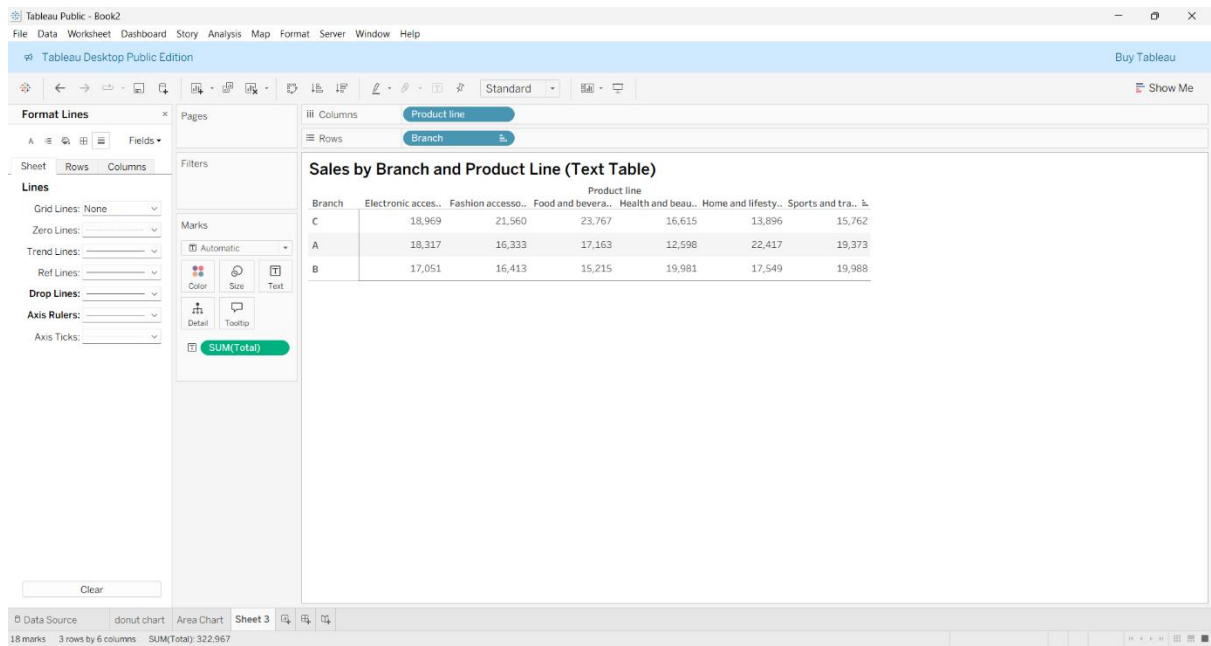 Tableau Public - Book2
File Data Worksheet Dashboard Story Analysis Map Format Server Window Help
Tableau Desktop Public Edition Buy Tableau
Standard Show Me
Format Lines × Pages iii Columns Product line
Fields Rows Branch
Sheet Rows Columns Filters
Lines
Sales by Branch and Product Line (Text Table)
Product line
Branch Electronic acces.. Fashion accesso.. Food and bevera.. Health and beau.. Home and lifesty.. Sports and tra..
C 18,969 21,560 23,767 16,615 13,896 15,762
A 18,317 16,333 17,163 12,598 22,417 19,373
B 17,051 16,413 15,215 19,981 17,549 19,988
Grid Lines: None
Zero Lines:
Trend Lines:
Ref Lines:
Drop Lines:
Axis Rulers:
Axis Ticks:
Marks
Automatic
Color Size Text
Detail Tooltip
SUM(Total)
Clear
Data Source donut chart Area Chart Sheet 3
18 marks 3 rows by 6 columns SUM(Total): 322,967